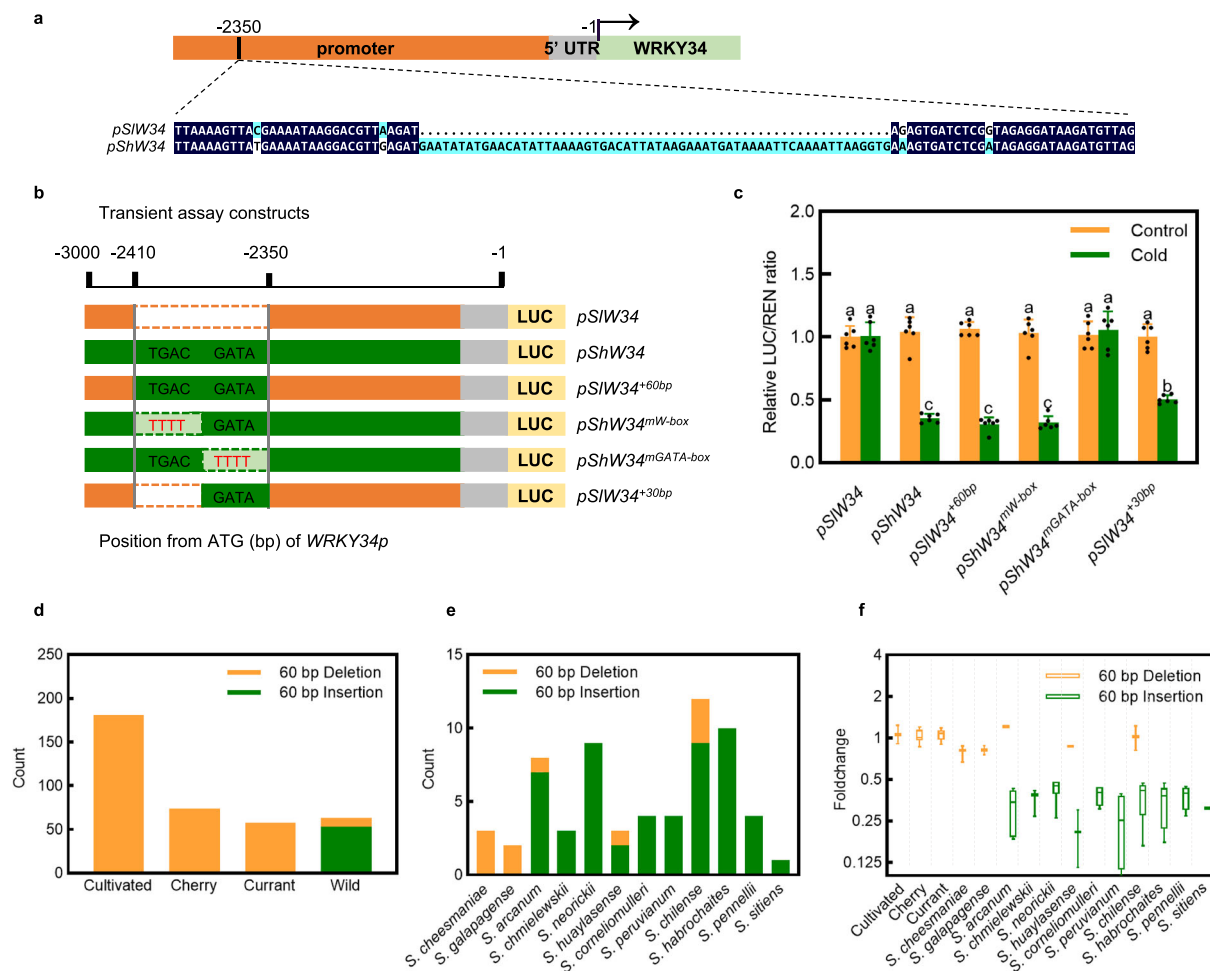 a
-2350
-1
promoter
5' UTR
WRKY34
pSlW34
TTAAAAGTTACGAAAATAAGGACGTTAAGAT...............................................AGAGTGATCTCGGTAGAGGATAAGATGTTAG
pShW34
TTAAAAGTTATGAAAATAAGGACGTTGAGATGAATATATGAACATATTAAAAGTGACATTATAAGAAATGATAAAATTCAAAATTAAGGTGAAAGTGATCTCGATAGAGGATAAGATGTTAG
b
Transient assay constructs
-3000 -2410 -2350 -1
LUC pSlW34
TGAC GATA LUC pShW34
TGAC GATA LUC pSlW34+60bp
TTTT GATA LUC pShW34mW-box
TGAC TTTT LUC pShW34mGATA-box
GATA LUC pSlW34+30bp
Position from ATG (bp) of WRKY34p
c
Relative LUC/REN ratio
2.0
1.5
1.0
0.5
0.0
Control
Cold
a a a c a c a c a a a b
pSlW34
pShW34
pSlW34+60bp
pShW34mW-box
pShW34mGATA-box
pSlW34+30bp
d
Count
250
200
150
100
50
0
60 bp Deletion
60 bp Insertion
Cultivated Cherry Currant Wild
e
Count
15
10
5
0
60 bp Deletion
60 bp Insertion
S. cheesmaniae
S. galapagense
S. arcanum
S. chmielewskii
S. neorickii
S. huaylasense
S. corneliomulleri
S. peruvianum
S. chilense
S. habrochaites
S. pennellii
S. sitiens
f
Foldchange
4
2
1
0.5
0.25
0.125
60 bp Deletion
60 bp Insertion
Cultivated
Cherry
Currant
S. cheesmaniae
S. galapagense
S. arcanum
S. chmielewskii
S. neorickii
S. huaylasense
S. corneliomulleri
S. peruvianum
S. chilense
S. habrochaites
S. pennellii
S. sitiens